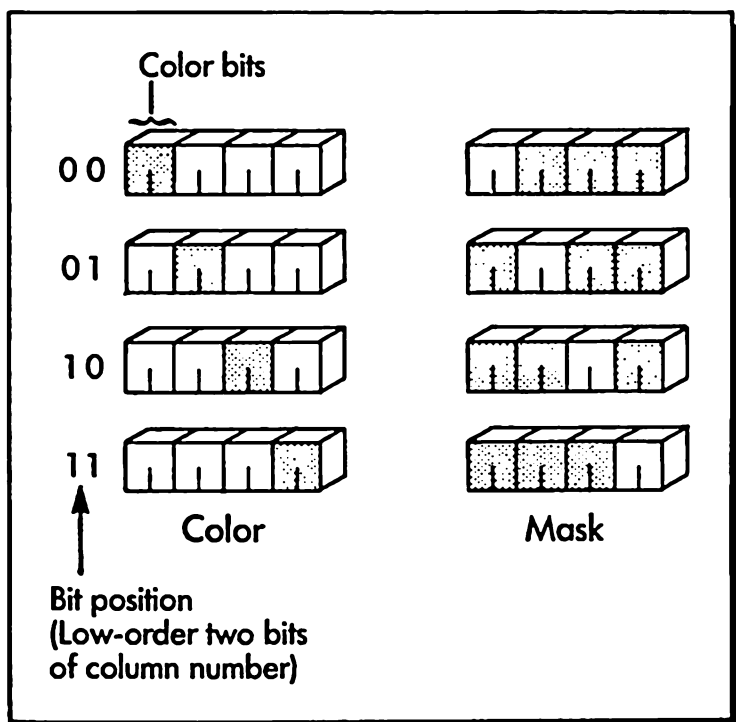 Color bits
00
01
10
11
Color
Mask
Bit position
(Low-order two bits
of column number)